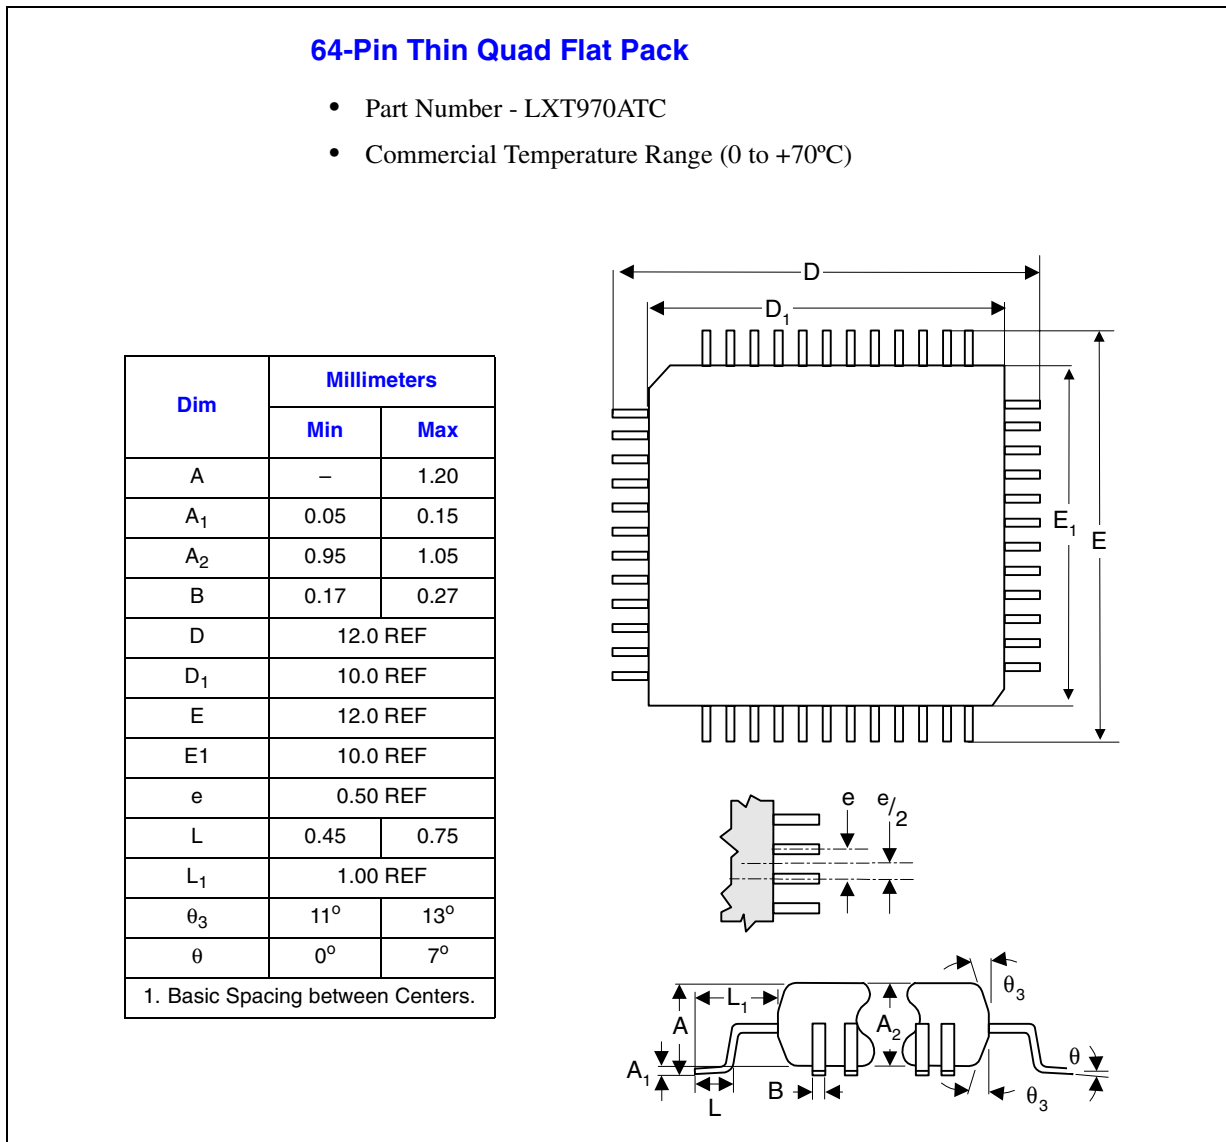 64-Pin Thin Quad Flat Pack
• Part Number - LXT970ATC
• Commercial Temperature Range (0 to +70ºC)
Dim Millimeters
Min Max
A – 1.20
A1 0.05 0.15
A2 0.95 1.05
B 0.17 0.27
D 12.0 REF
D1 10.0 REF
E 12.0 REF
E1 10.0 REF
e 0.50 REF
L 0.45 0.75
L1 1.00 REF
θ3 11o 13o
θ 0o 7o
1. Basic Spacing between Centers.
D
D1
E1
E
e e/2
L1
A
A2
θ3
A1
L
B
θ
θ3